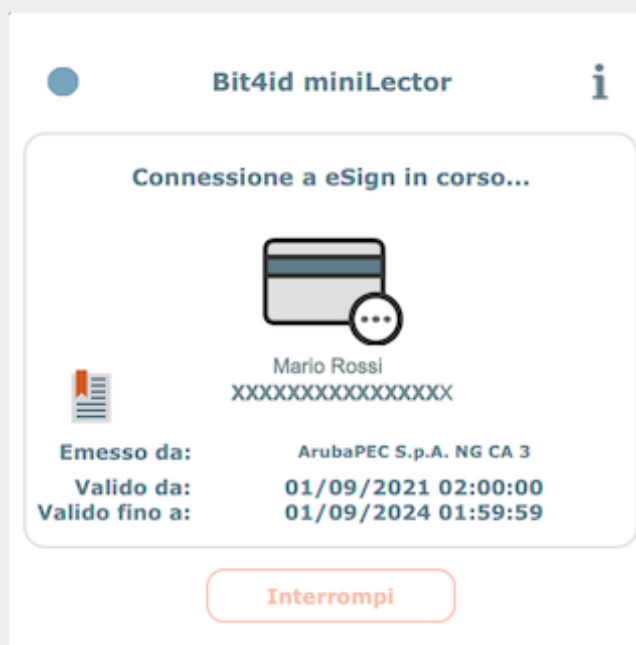 Bit4id miniLector
Connessione a eSign in corso...
Mario Rossi
XXXXXXXXXXXXXXXX
Emesso da: ArubaPEC S.p.A. NG CA 3
Valido da: 01/09/2021 02:00:00
Valido fino a: 01/09/2024 01:59:59
Interrompi